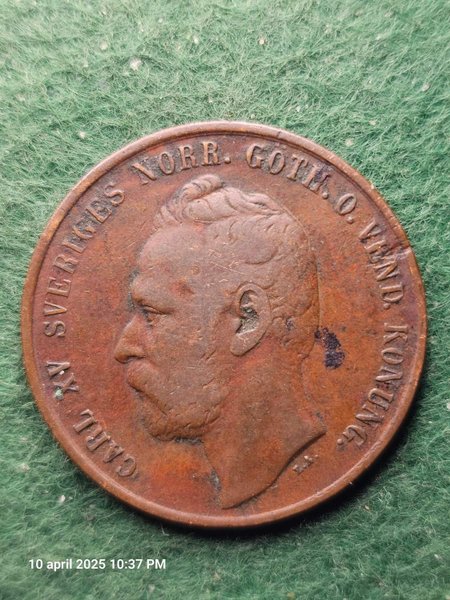 CARL XV SVERIGES NORR. GÖTH. O. VEND. KONUNG.
L.A.
10 april 2025 10:37 PM